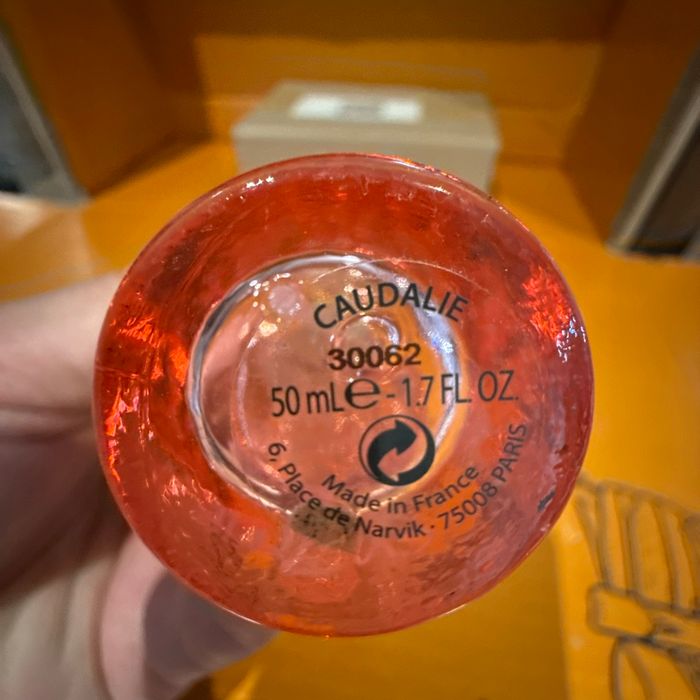 CAUDALIE
30062
50 mL ℮ - 1.7 FL. OZ.
Made in France
6, Place de Narvik · 75008 PARIS